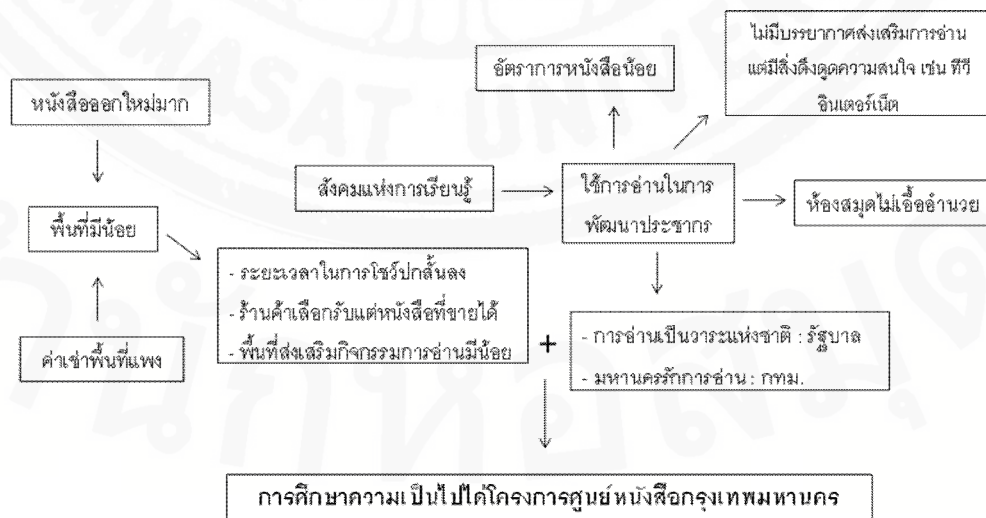 ไม่มีบรรยากาศส่งเสริมการอ่าน
แต่มีสิ่งดึงดูดความสนใจ เช่น ทีวี
อินเตอร์เน็ต
อัตราการหนังสือน้อย
หนังสือออกใหม่มาก
สังคมแห่งการเรียนรู้
ใช้การอ่านในการ
พัฒนาประชากร
ห้องสมุดไม่เอื้ออำนวย
พื้นที่มีน้อย
- ระยะเวลาในการโชว์ปกสั้นลง
- ร้านค้าเลือกรับแต่หนังสือที่ขายได้
- พื้นที่ส่งเสริมกิจกรรมการอ่านมีน้อย
+
- การอ่านเป็นวาระแห่งชาติ : รัฐบาล
- มหานครรักการอ่าน : กทม.
ค่าเช่าพื้นที่แพง
การศึกษาความเป็นไปได้โครงการศูนย์หนังสือกรุงเทพมหานคร